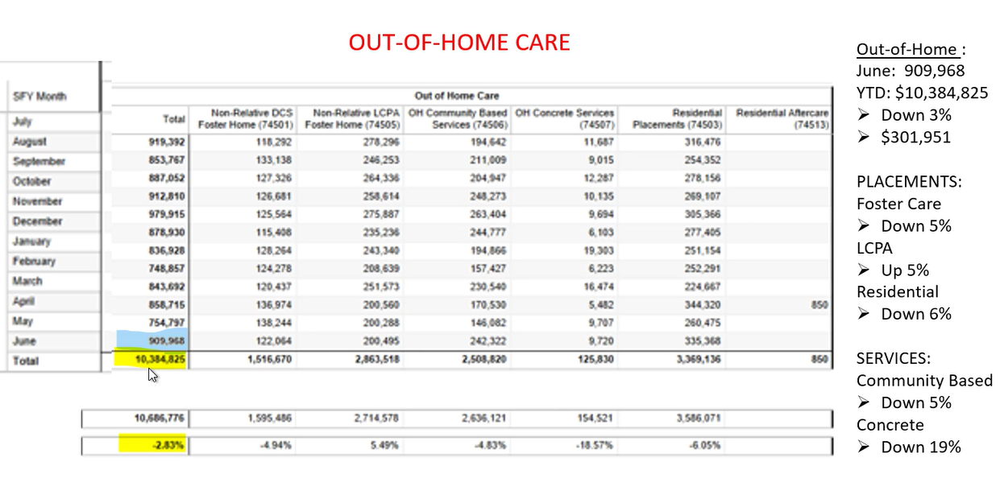 OUT-OF-HOME CARE
SFY Month
July
August
September
October
November
December
January
February
March
April
May
June
Total
Out of Home Care
Total Non-Relative DCS Foster Home (74501) Non-Relative LCPA Foster Home (74505) OH Community Based Services (74506) OH Concrete Services (74507) Residential Placements (74503) Residential Aftercare (74513)
919,392 118,292 278,296 194,642 11,687 316,476
853,767 133,138 246,253 211,009 9,015 254,352
887,052 127,326 264,336 204,947 12,287 278,156
912,810 126,681 258,614 248,273 10,135 269,107
979,915 125,564 275,887 263,404 9,694 305,366
878,930 115,408 235,236 244,777 6,103 277,405
836,928 128,264 243,340 194,866 19,303 251,154
748,857 124,278 208,639 157,427 6,223 252,291
843,692 120,437 251,573 230,540 16,474 224,667
858,715 136,974 200,560 170,530 5,482 344,320 850
754,797 138,244 200,288 146,082 9,707 260,475
909,968 122,064 200,495 242,322 9,720 335,368
10,384,825 1,516,670 2,863,518 2,508,820 125,830 3,369,136 850
10,686,776 1,595,486 2,714,578 2,636,121 154,521 3,586,071
-2.83% -4.94% 5.49% -4.83% -18.57% -6.05%
Out-of-Home :
June: 909,968
YTD: $10,384,825
Down 3%
$301,951
PLACEMENTS:
Foster Care
Down 5%
LCPA
Up 5%
Residential
Down 6%
SERVICES:
Community Based
Down 5%
Concrete
Down 19%